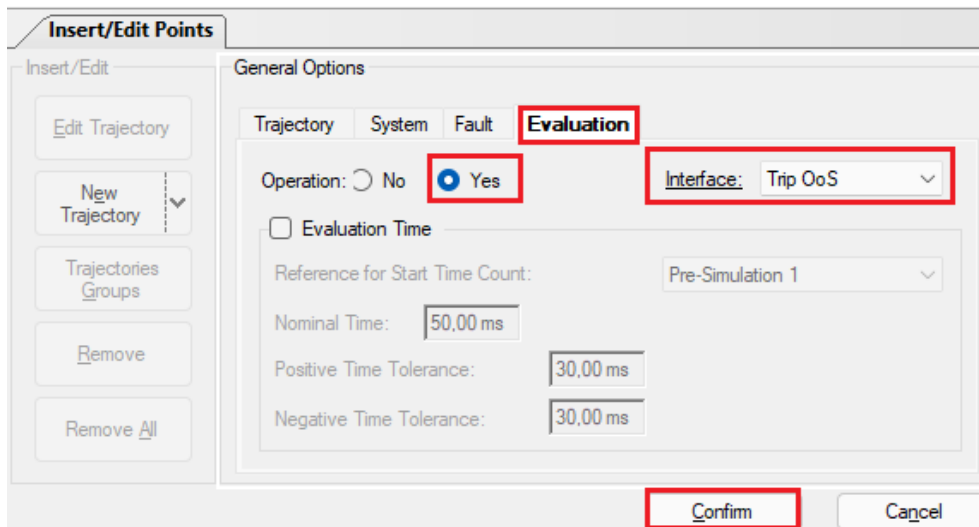 Insert/Edit Points
Insert/Edit
Edit Trajectory
New
Trajectory
Trajectories
Groups
Remove
Remove All
General Options
Trajectory System Fault Evaluation
Operation: No Yes Interface: Trip OoS
Evaluation Time
Reference for Start Time Count: Pre-Simulation 1
Nominal Time: 50,00 ms
Positive Time Tolerance: 30,00 ms
Negative Time Tolerance: 30,00 ms
Confirm Cancel